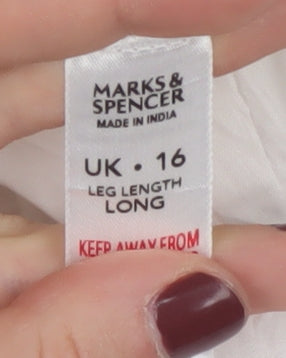 MARKS &
SPENCER
MADE IN INDIA
UK • 16
LEG LENGTH
LONG
KEEP AWAY FROM